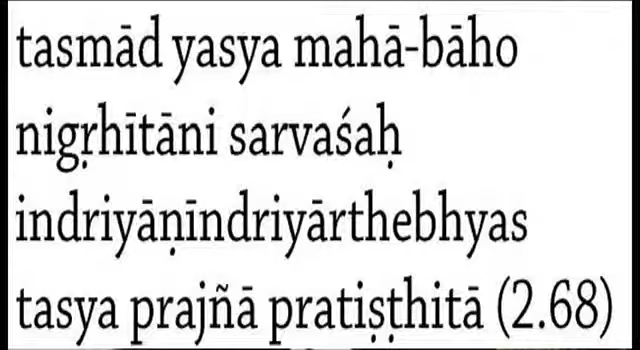 tasmād yasya mahā-bāho
nigṛhītāni sarvaśaḥ
indriyāṇīndriyārthebhyas
tasya prajñā pratiṣṭhitā (2.68)